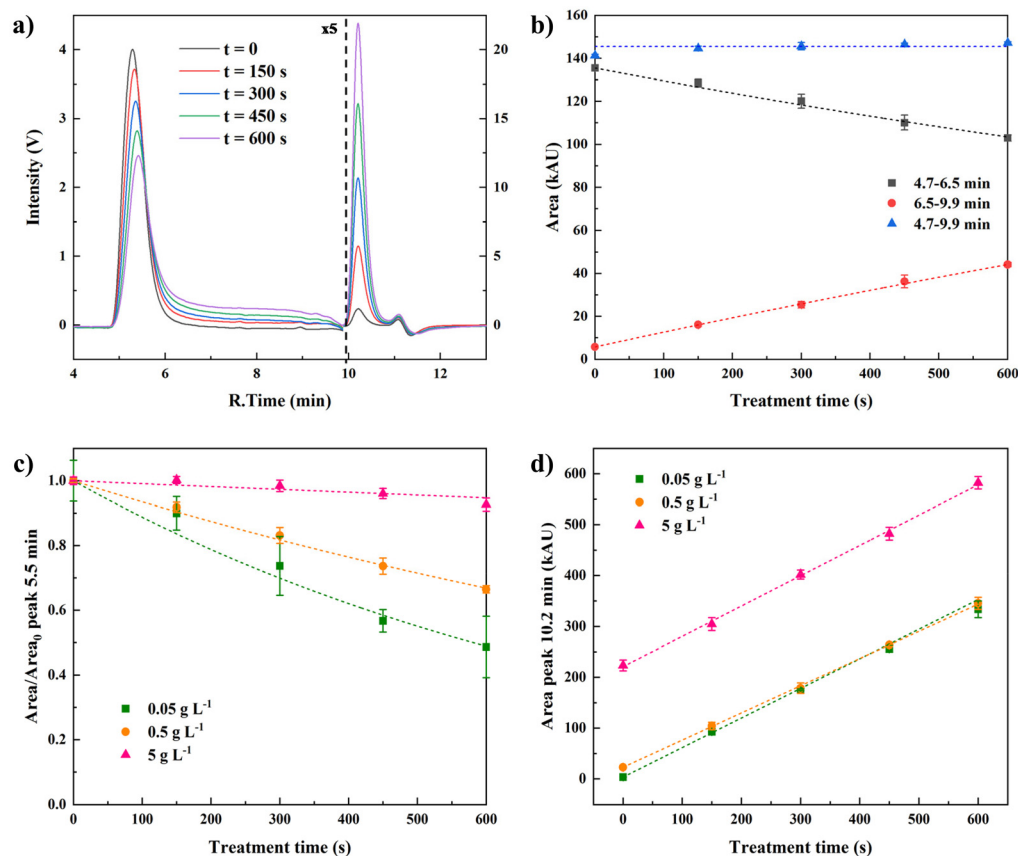 a)
x5
t = 0
t = 150 s
t = 300 s
t = 450 s
t = 600 s
Intensity (V)
4
3
2
1
0
20
15
10
5
0
4
6
8
10
12
R.Time (min)
b)
160
140
120
100
80
60
40
20
0
Area (kAU)
4.7-6.5 min
6.5-9.9 min
4.7-9.9 min
0
100
200
300
400
500
600
Treatment time (s)
c)
1.0
0.8
0.6
0.4
0.2
0.0
Area/Area0 peak 5.5 min
0.05 g L-1
0.5 g L-1
5 g L-1
0
100
200
300
400
500
600
Treatment time (s)
d)
600
500
400
300
200
100
0
Area peak 10.2 min (kAU)
0.05 g L-1
0.5 g L-1
5 g L-1
0
100
200
300
400
500
600
Treatment time (s)